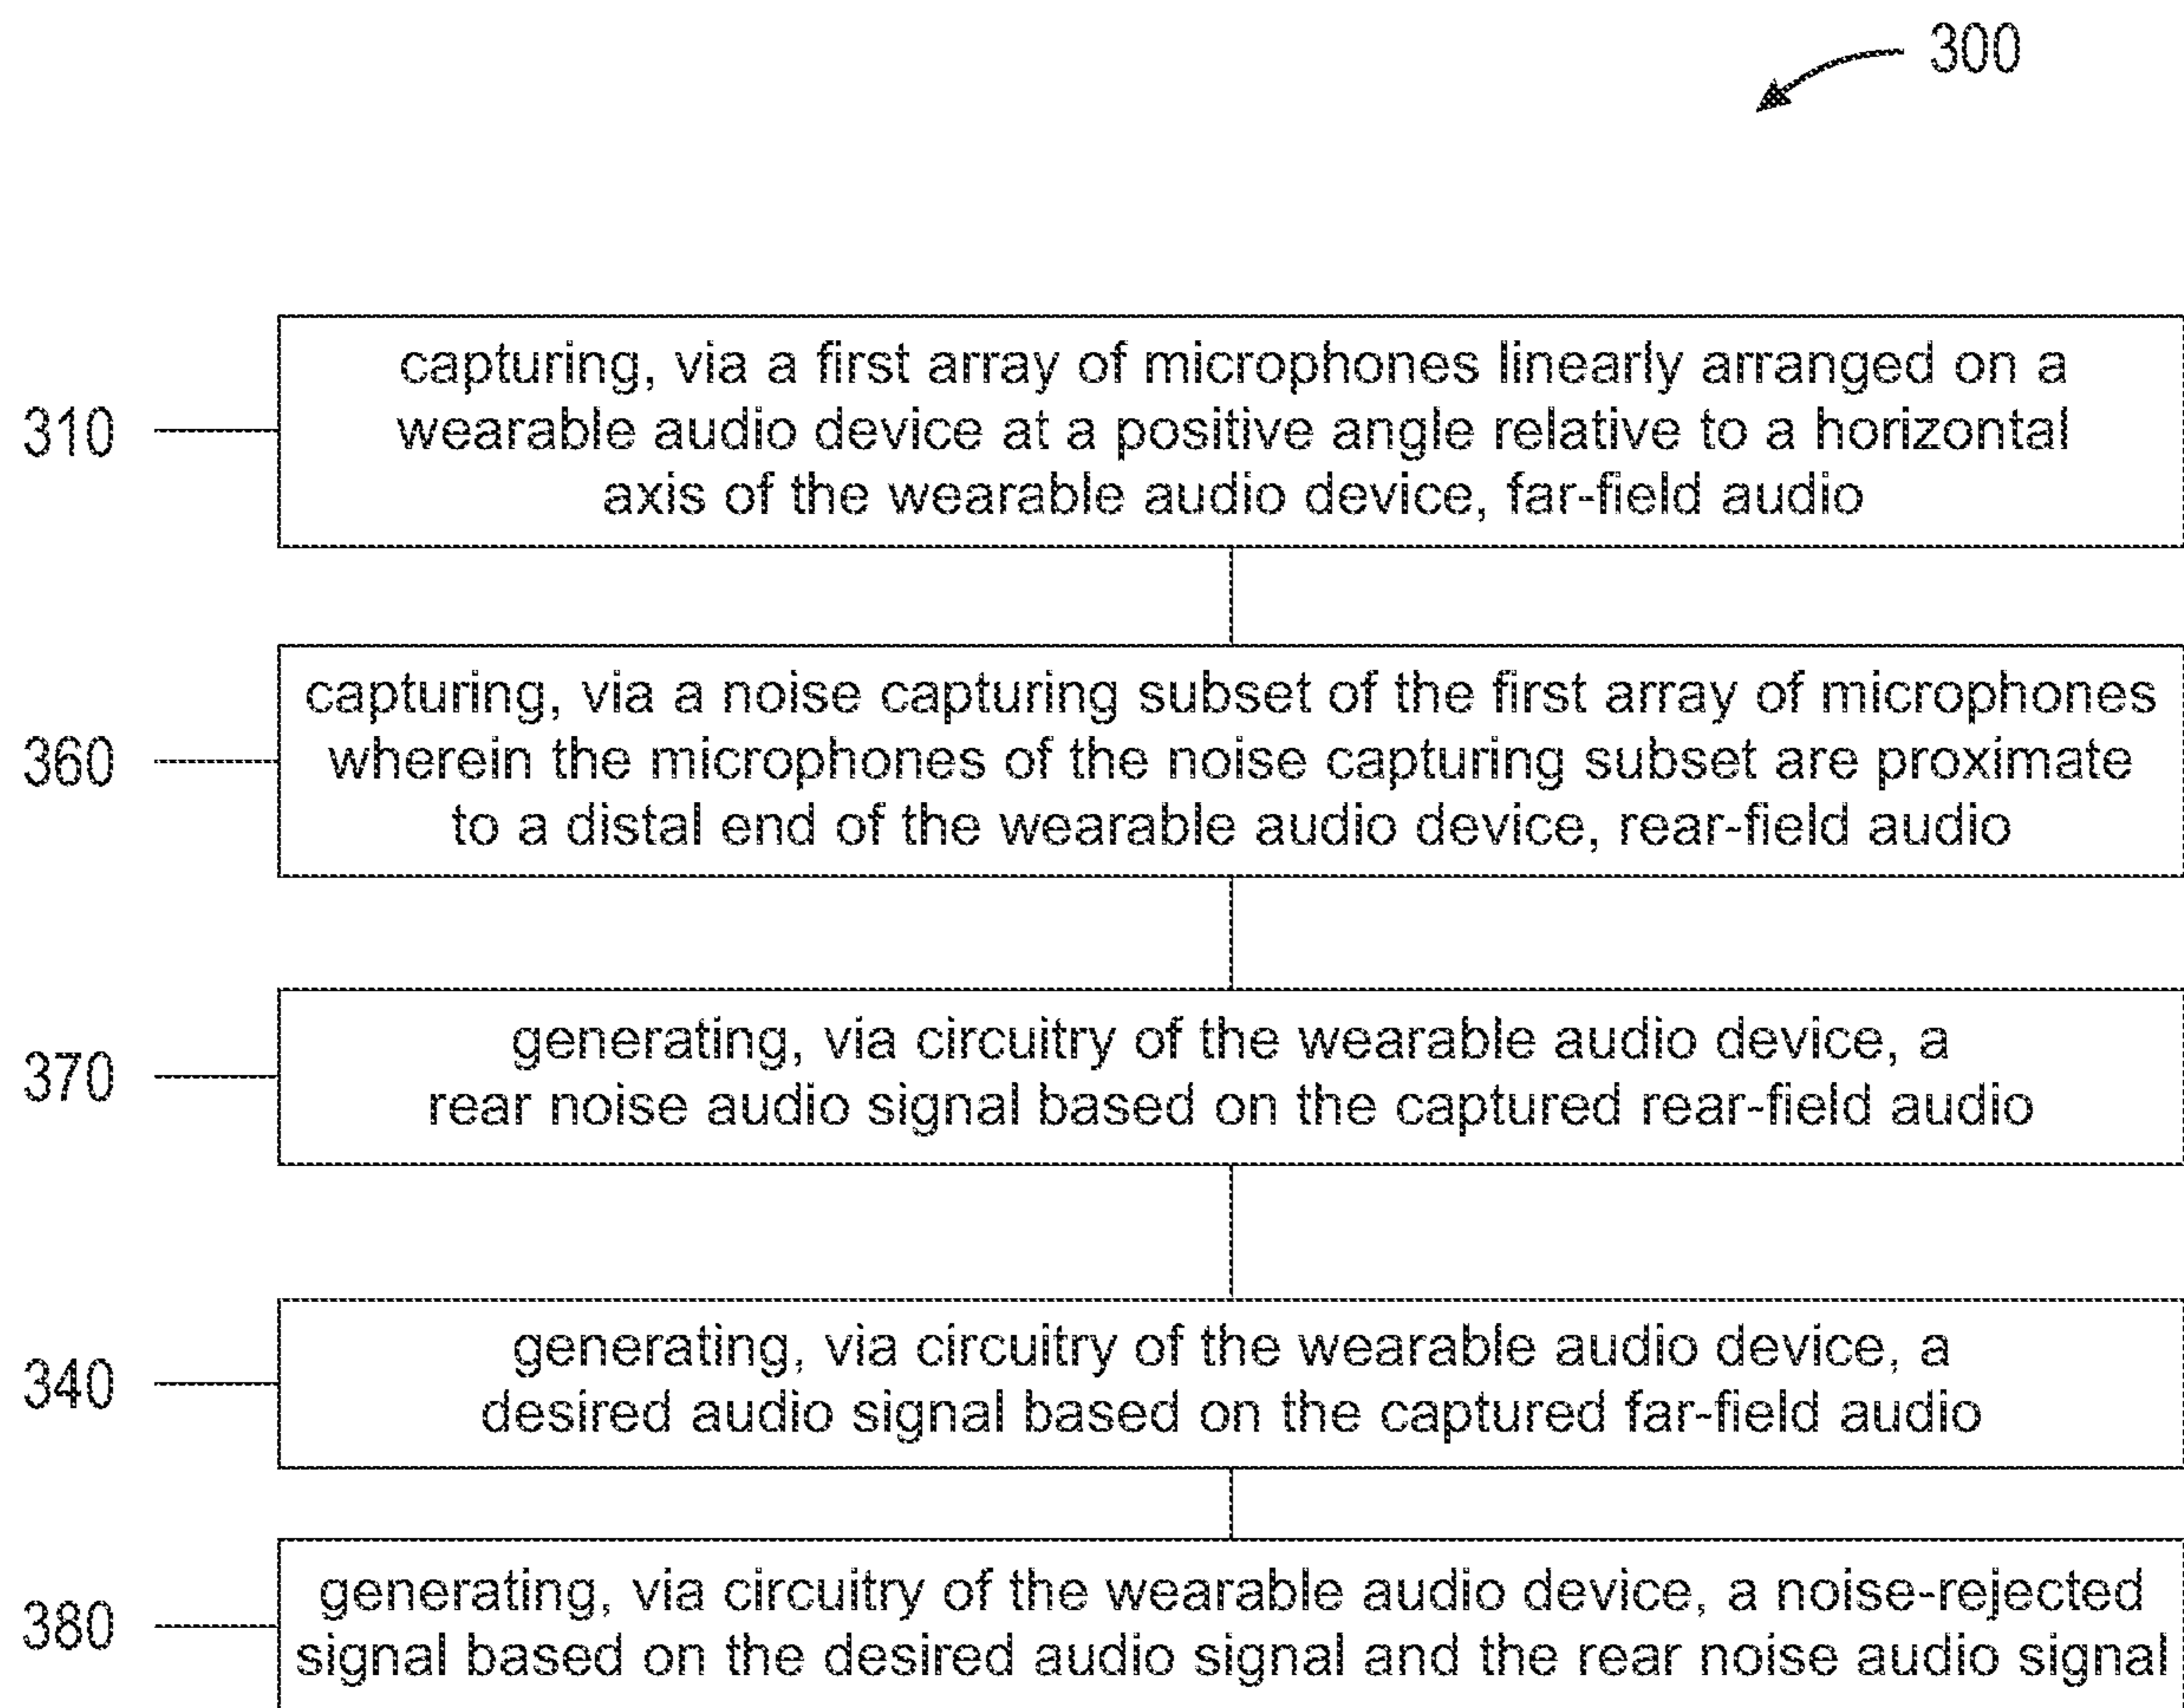 300
310
capturing, via a first array of microphones linearly arranged on a
wearable audio device at a positive angle relative to a horizontal
axis of the wearable audio device, far-field audio
360
capturing, via a noise capturing subset of the first array of microphones
wherein the microphones of the noise capturing subset are proximate
to a distal end of the wearable audio device, rear-field audio
370
generating, via circuitry of the wearable audio device, a
rear noise audio signal based on the captured rear-field audio
340
generating, via circuitry of the wearable audio device, a
desired audio signal based on the captured far-field audio
380
generating, via circuitry of the wearable audio device, a noise-rejected
signal based on the desired audio signal and the rear noise audio signal